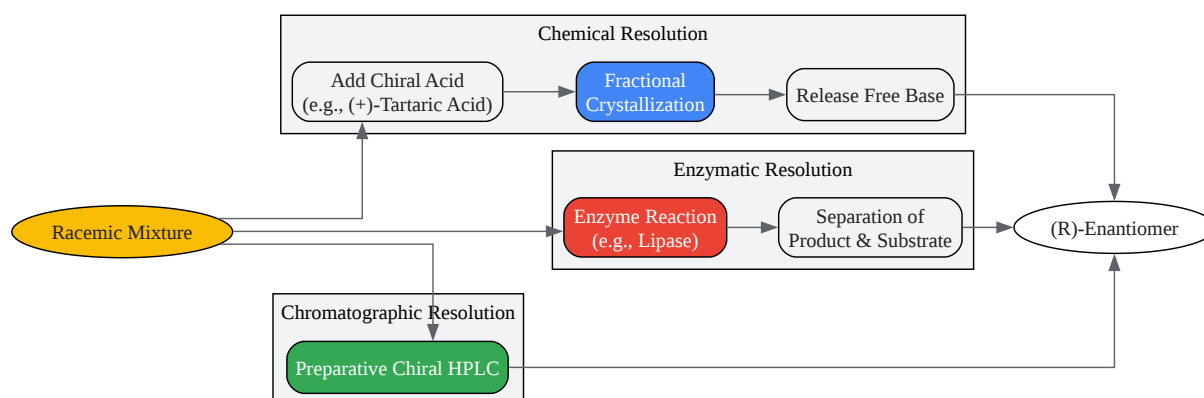 Chemical Resolution
Add Chiral Acid
(e.g., (+)-Tartaric Acid)
Fractional
Crystallization
Release Free Base
Enzymatic Resolution
Racemic Mixture
Enzyme Reaction
(e.g., Lipase)
Separation of
Product & Substrate
(R)-Enantiomer
Chromatographic Resolution
Preparative Chiral HPLC